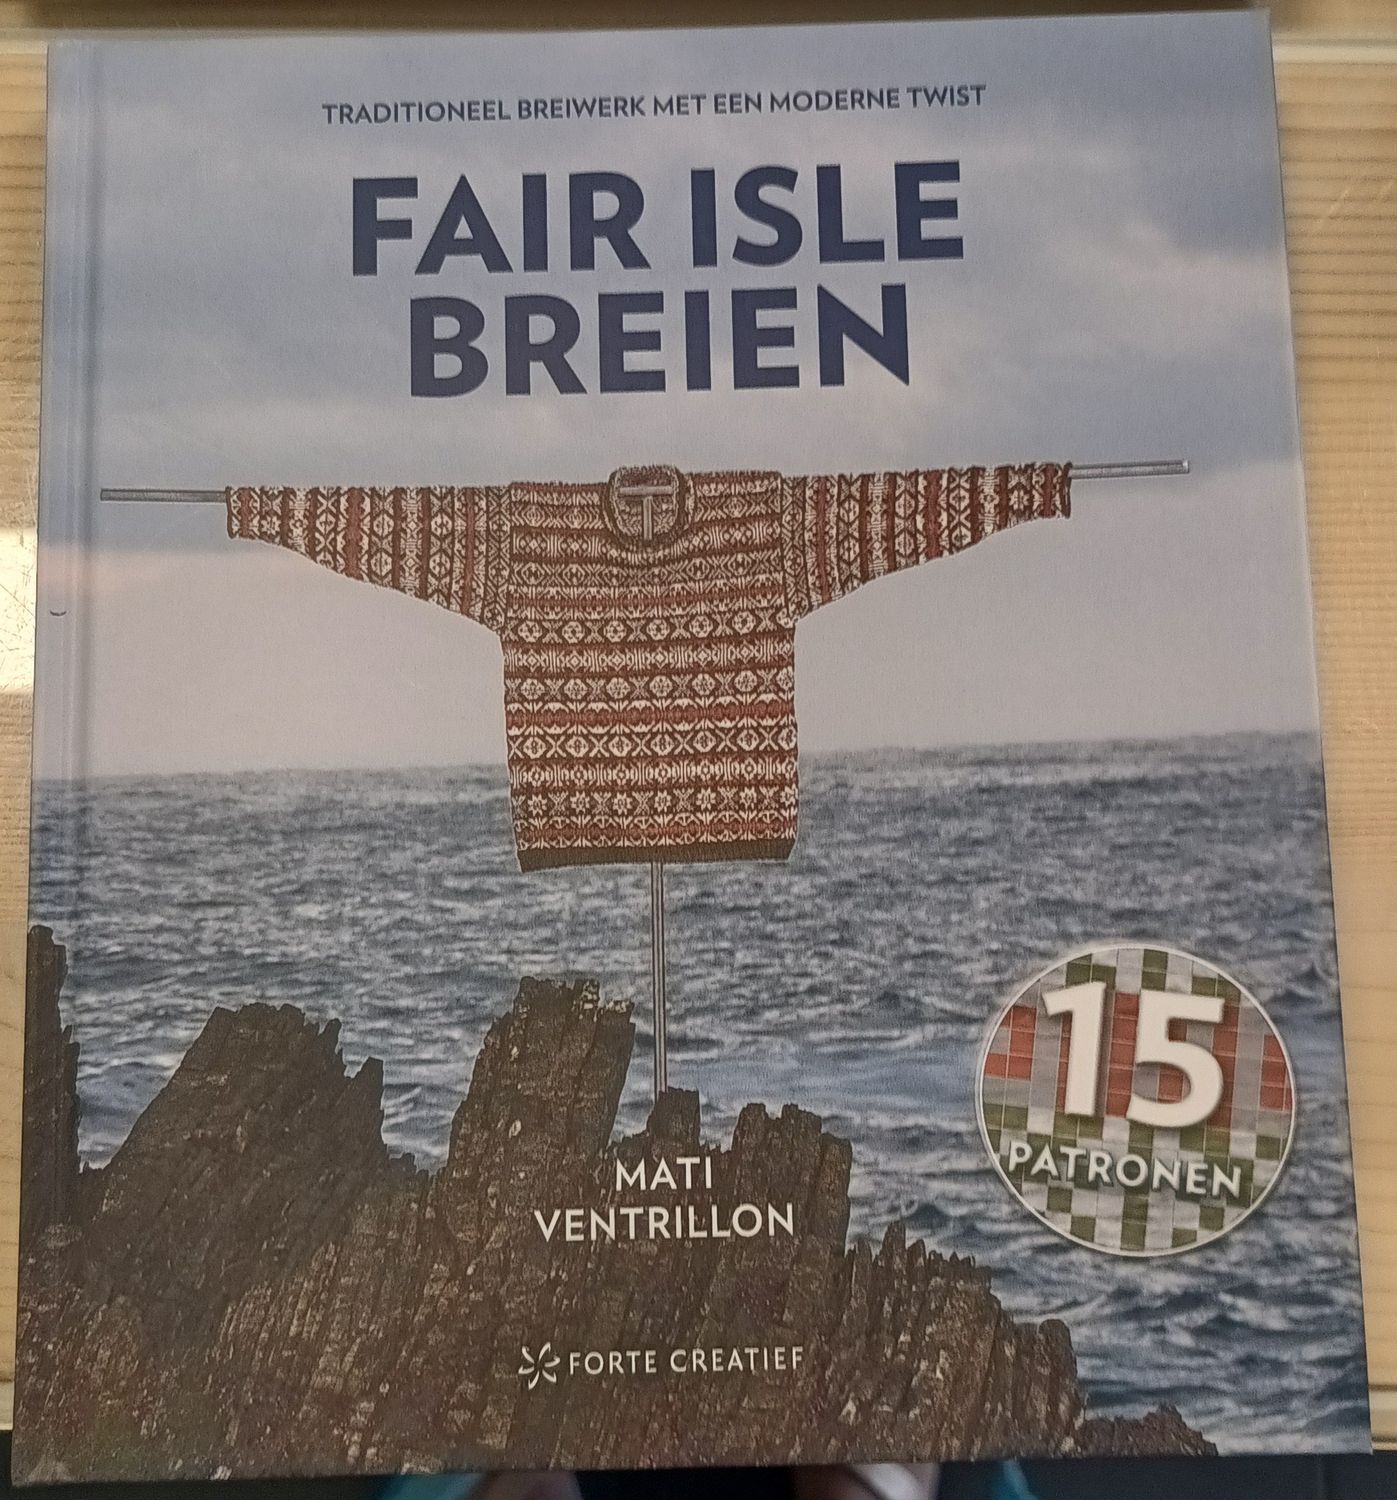 TRADITIONEEL BREIWERK MET EEN MODERNE TWIST
FAIR ISLE
BREIEN
15
PATRONEN
MATI
VENTRILLON
FORTE CREATIEF